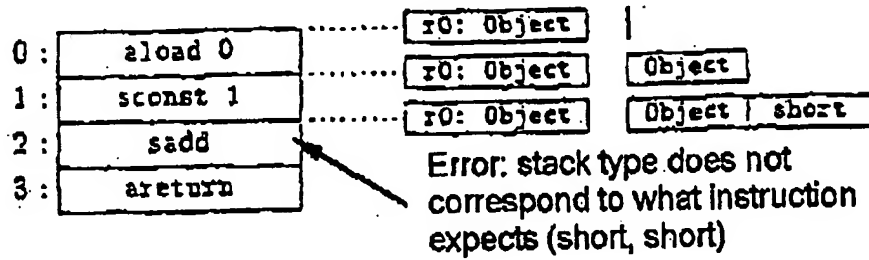 r0: Object
0: aload 0
r0: Object Object
1: sconst 1
r0: Object Object short
2: sadd
3: areturn
Error: stack type does not
correspond to what instruction
expects (short, short)